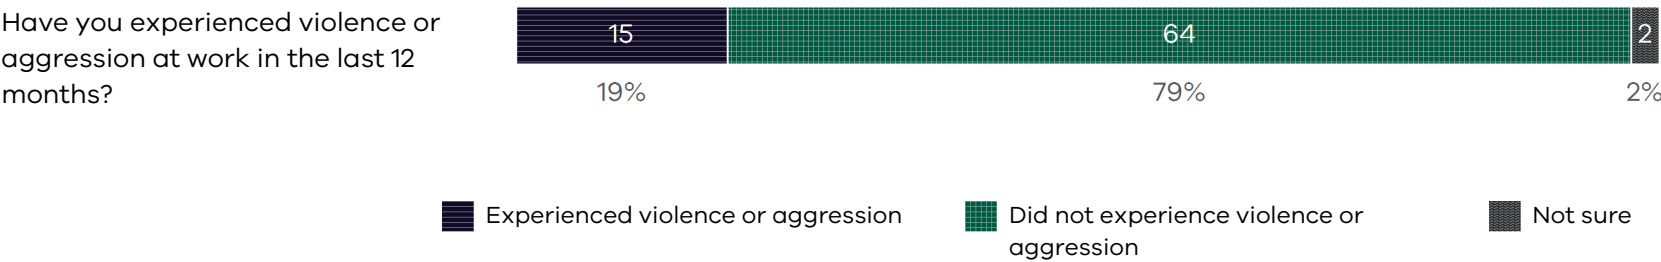 Have you experienced violence or
aggression at work in the last 12
months?
15
64
2
19%
79%
2%
Experienced violence or aggression
Did not experience violence or
aggression
Not sure